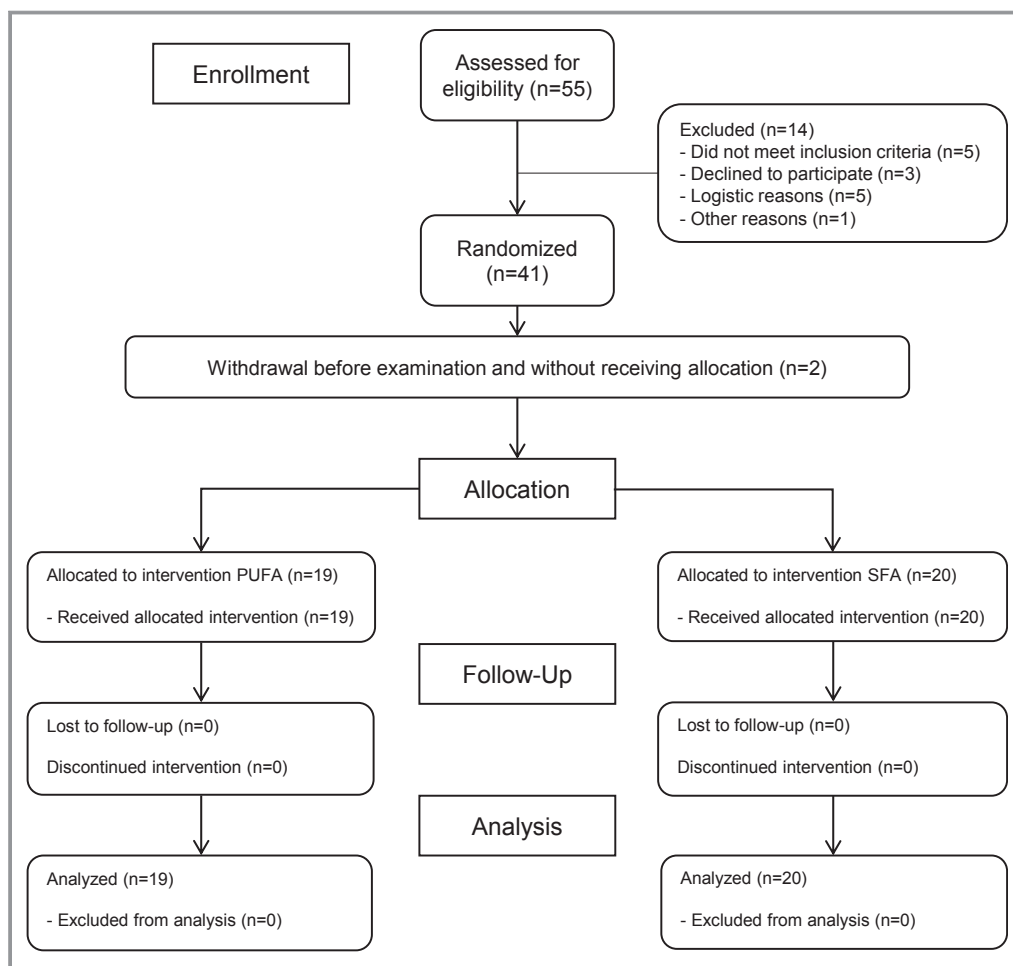 Enrollment
Assessed for
eligibility (n=55)
Excluded (n=14)
- Did not meet inclusion criteria (n=5)
- Declined to participate (n=3)
- Logistic reasons (n=5)
- Other reasons (n=1)
Randomized
(n=41)
Withdrawal before examination and without receiving allocation (n=2)
Allocation
Allocated to intervention PUFA (n=19)
- Received allocated intervention (n=19)
Allocated to intervention SFA (n=20)
- Received allocated intervention (n=20)
Follow-Up
Lost to follow-up (n=0)
Discontinued intervention (n=0)
Lost to follow-up (n=0)
Discontinued intervention (n=0)
Analysis
Analyzed (n=19)
- Excluded from analysis (n=0)
Analyzed (n=20)
- Excluded from analysis (n=0)